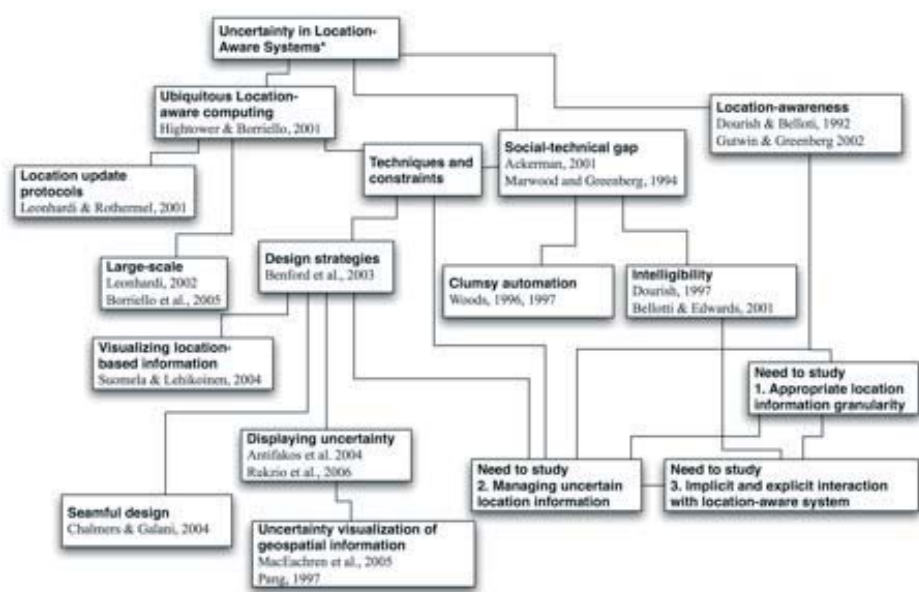 Uncertainty in Location-
Aware Systems*
Ubiquitous Location-
aware computing
Hightower & Borriello, 2001
Location-awareness
Dourish & Belloti, 1992
Gutwin & Greenberg 2002
Techniques and
constraints
Social-technical gap
Ackerman, 2001
Marwood and Greenberg, 1994
Location update
protocols
Leonhardi & Rothermel, 2001
Large-scale
Leonhardi, 2002
Borriello et al., 2005
Design strategies
Benford et al., 2003
Clumsy automation
Woods, 1996, 1997
Intelligibility
Dourish, 1997
Bellotti & Edwards, 2001
Visualizing location-
based information
Suomela & Lehikoinen, 2004
Need to study
1. Appropriate location
information granularity
Displaying uncertainty
Antifakos et al. 2004
Rukzio et al., 2006
Need to study
2. Managing uncertain
location information
Need to study
3. Implicit and explicit interaction
with location-aware system
Seamful design
Chalmers & Galani, 2004
Uncertainty visualization of
geospatial information
MacEachren et al., 2005
Pang, 1997